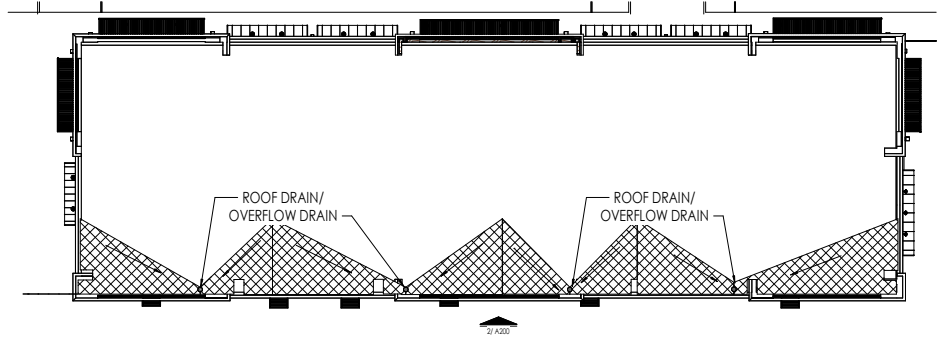 ROOF DRAIN/
OVERFLOW DRAIN
ROOF DRAIN/
OVERFLOW DRAIN
2/ A200